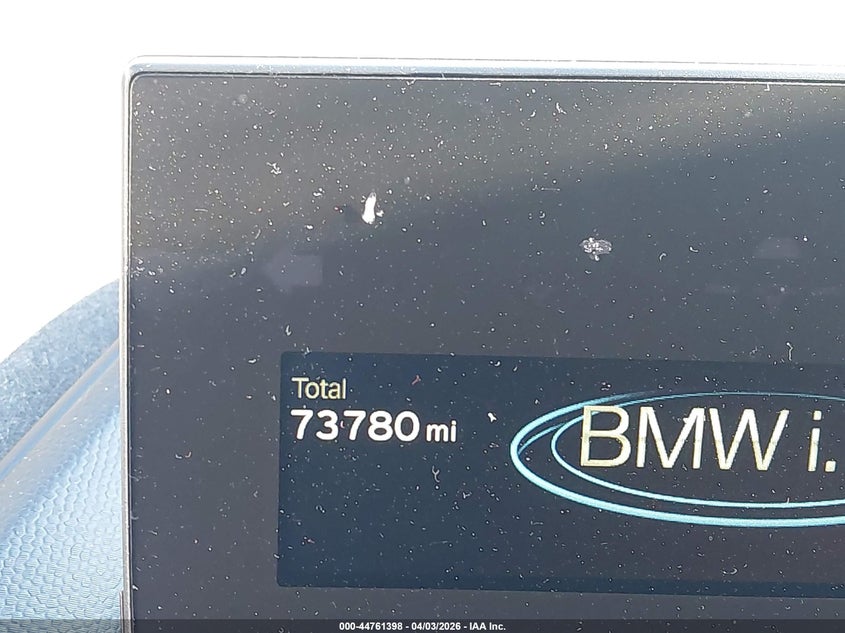 Total
73780 mi
BMW i.
000-44761398 - 04/03/2026 - IAA Inc.